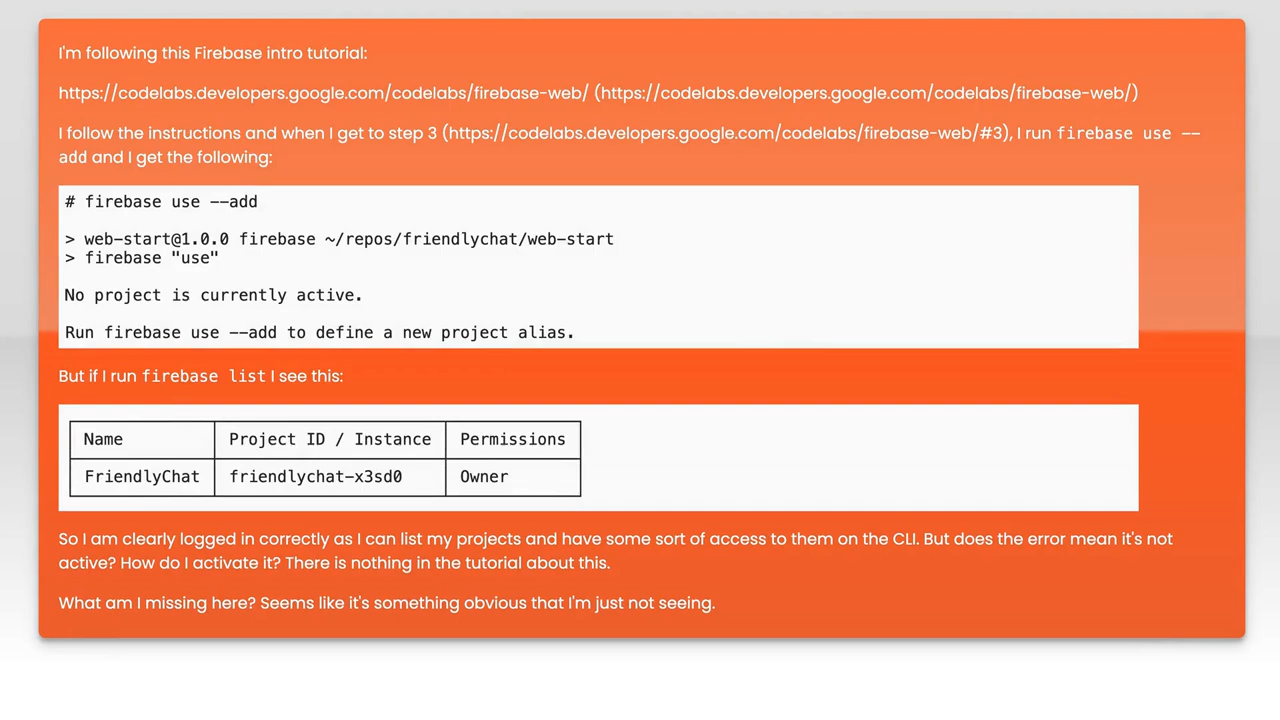 I'm following this Firebase intro tutorial:
https://codelabs.developers.google.com/codelabs/firebase-web/ (https://codelabs.developers.google.com/codelabs/firebase-web/)
I follow the instructions and when I get to step 3 (https://codelabs.developers.google.com/codelabs/firebase-web/#3), I run firebase use --
add and I get the following:
# firebase use --add
> web-start@1.0.0 firebase ~/repos/friendlychat/web-start
> firebase "use"
No project is currently active.
Run firebase use --add to define a new project alias.
But if I run firebase list I see this:
Name Project ID / Instance Permissions
FriendlyChat friendlychat-x3sd0 Owner
So I am clearly logged in correctly as I can list my projects and have some sort of access to them on the CLI. But does the error mean it's not
active? How do I activate it? There is nothing in the tutorial about this.
What am I missing here? Seems like it's something obvious that I'm just not seeing.